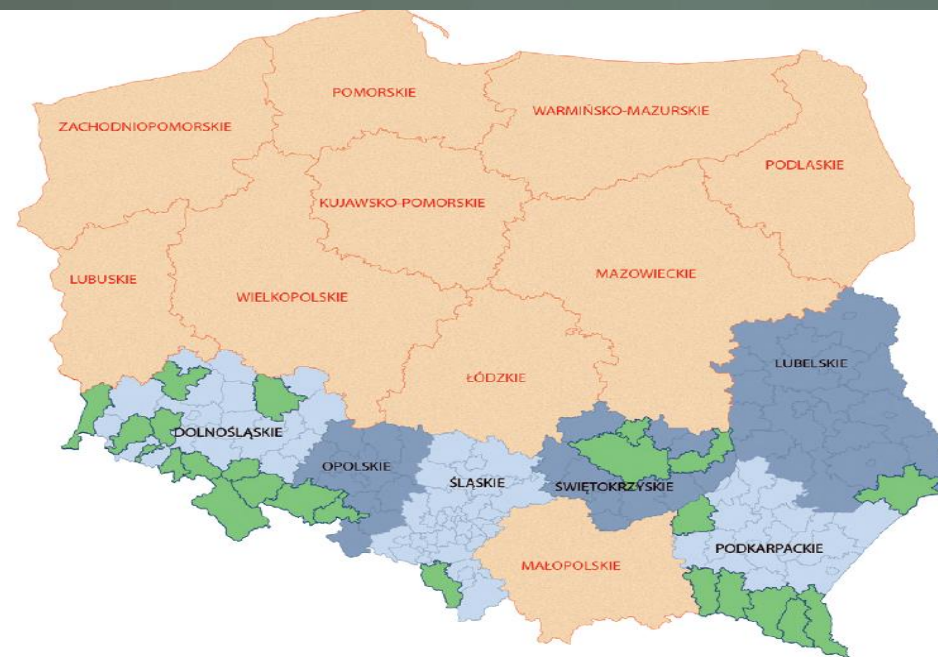 POMORSKIE
WARMIŃSKO-MAZURSKIE
ZACHODNIOPOMORSKIE
PODLASKIE
KUJAWSKO-POMORSKIE
MAZOWIECKIE
LUBUSKIE
WIELKOPOLSKIE
LUBELSKIE
ŁÓDZKIE
DOLNOŚLĄSKIE
OPOLSKIE
ŚLĄSKIE
ŚWIĘTOKRZYSKIE
PODKARPACKIE
MAŁOPOLSKIE